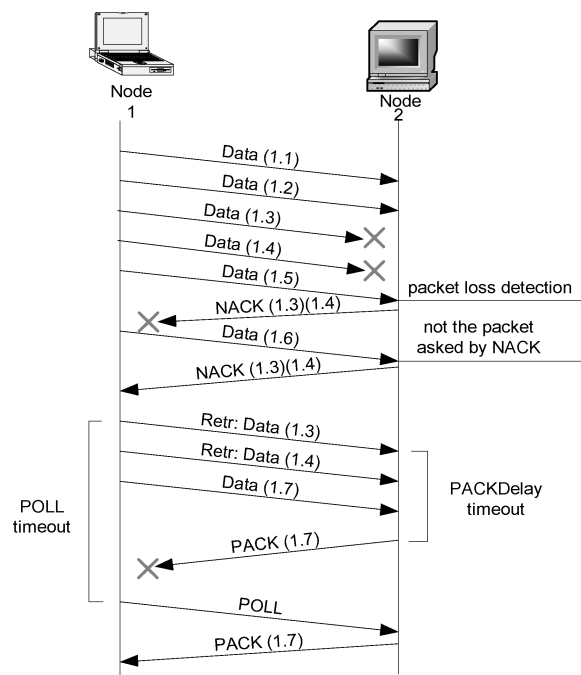 Node
1
Node
2
Data (1.1)
Data (1.2)
Data (1.3)
Data (1.4)
Data (1.5)
packet loss detection
NACK (1.3)(1.4)
Data (1.6)
not the packet
asked by NACK
NACK (1.3)(1.4)
Retr: Data (1.3)
Retr: Data (1.4)
Data (1.7)
POLL
timeout
PACKDelay
timeout
PACK (1.7)
POLL
PACK (1.7)